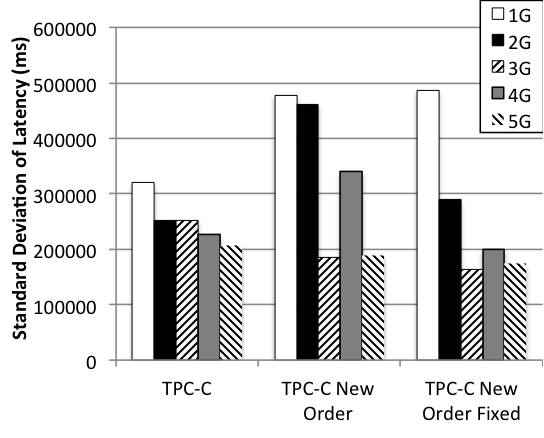 1G
2G
3G
4G
5G
Standard Deviation of Latency (ms)
600000
500000
400000
300000
200000
100000
0
TPC-C
TPC-C New
Order
TPC-C New
Order Fixed